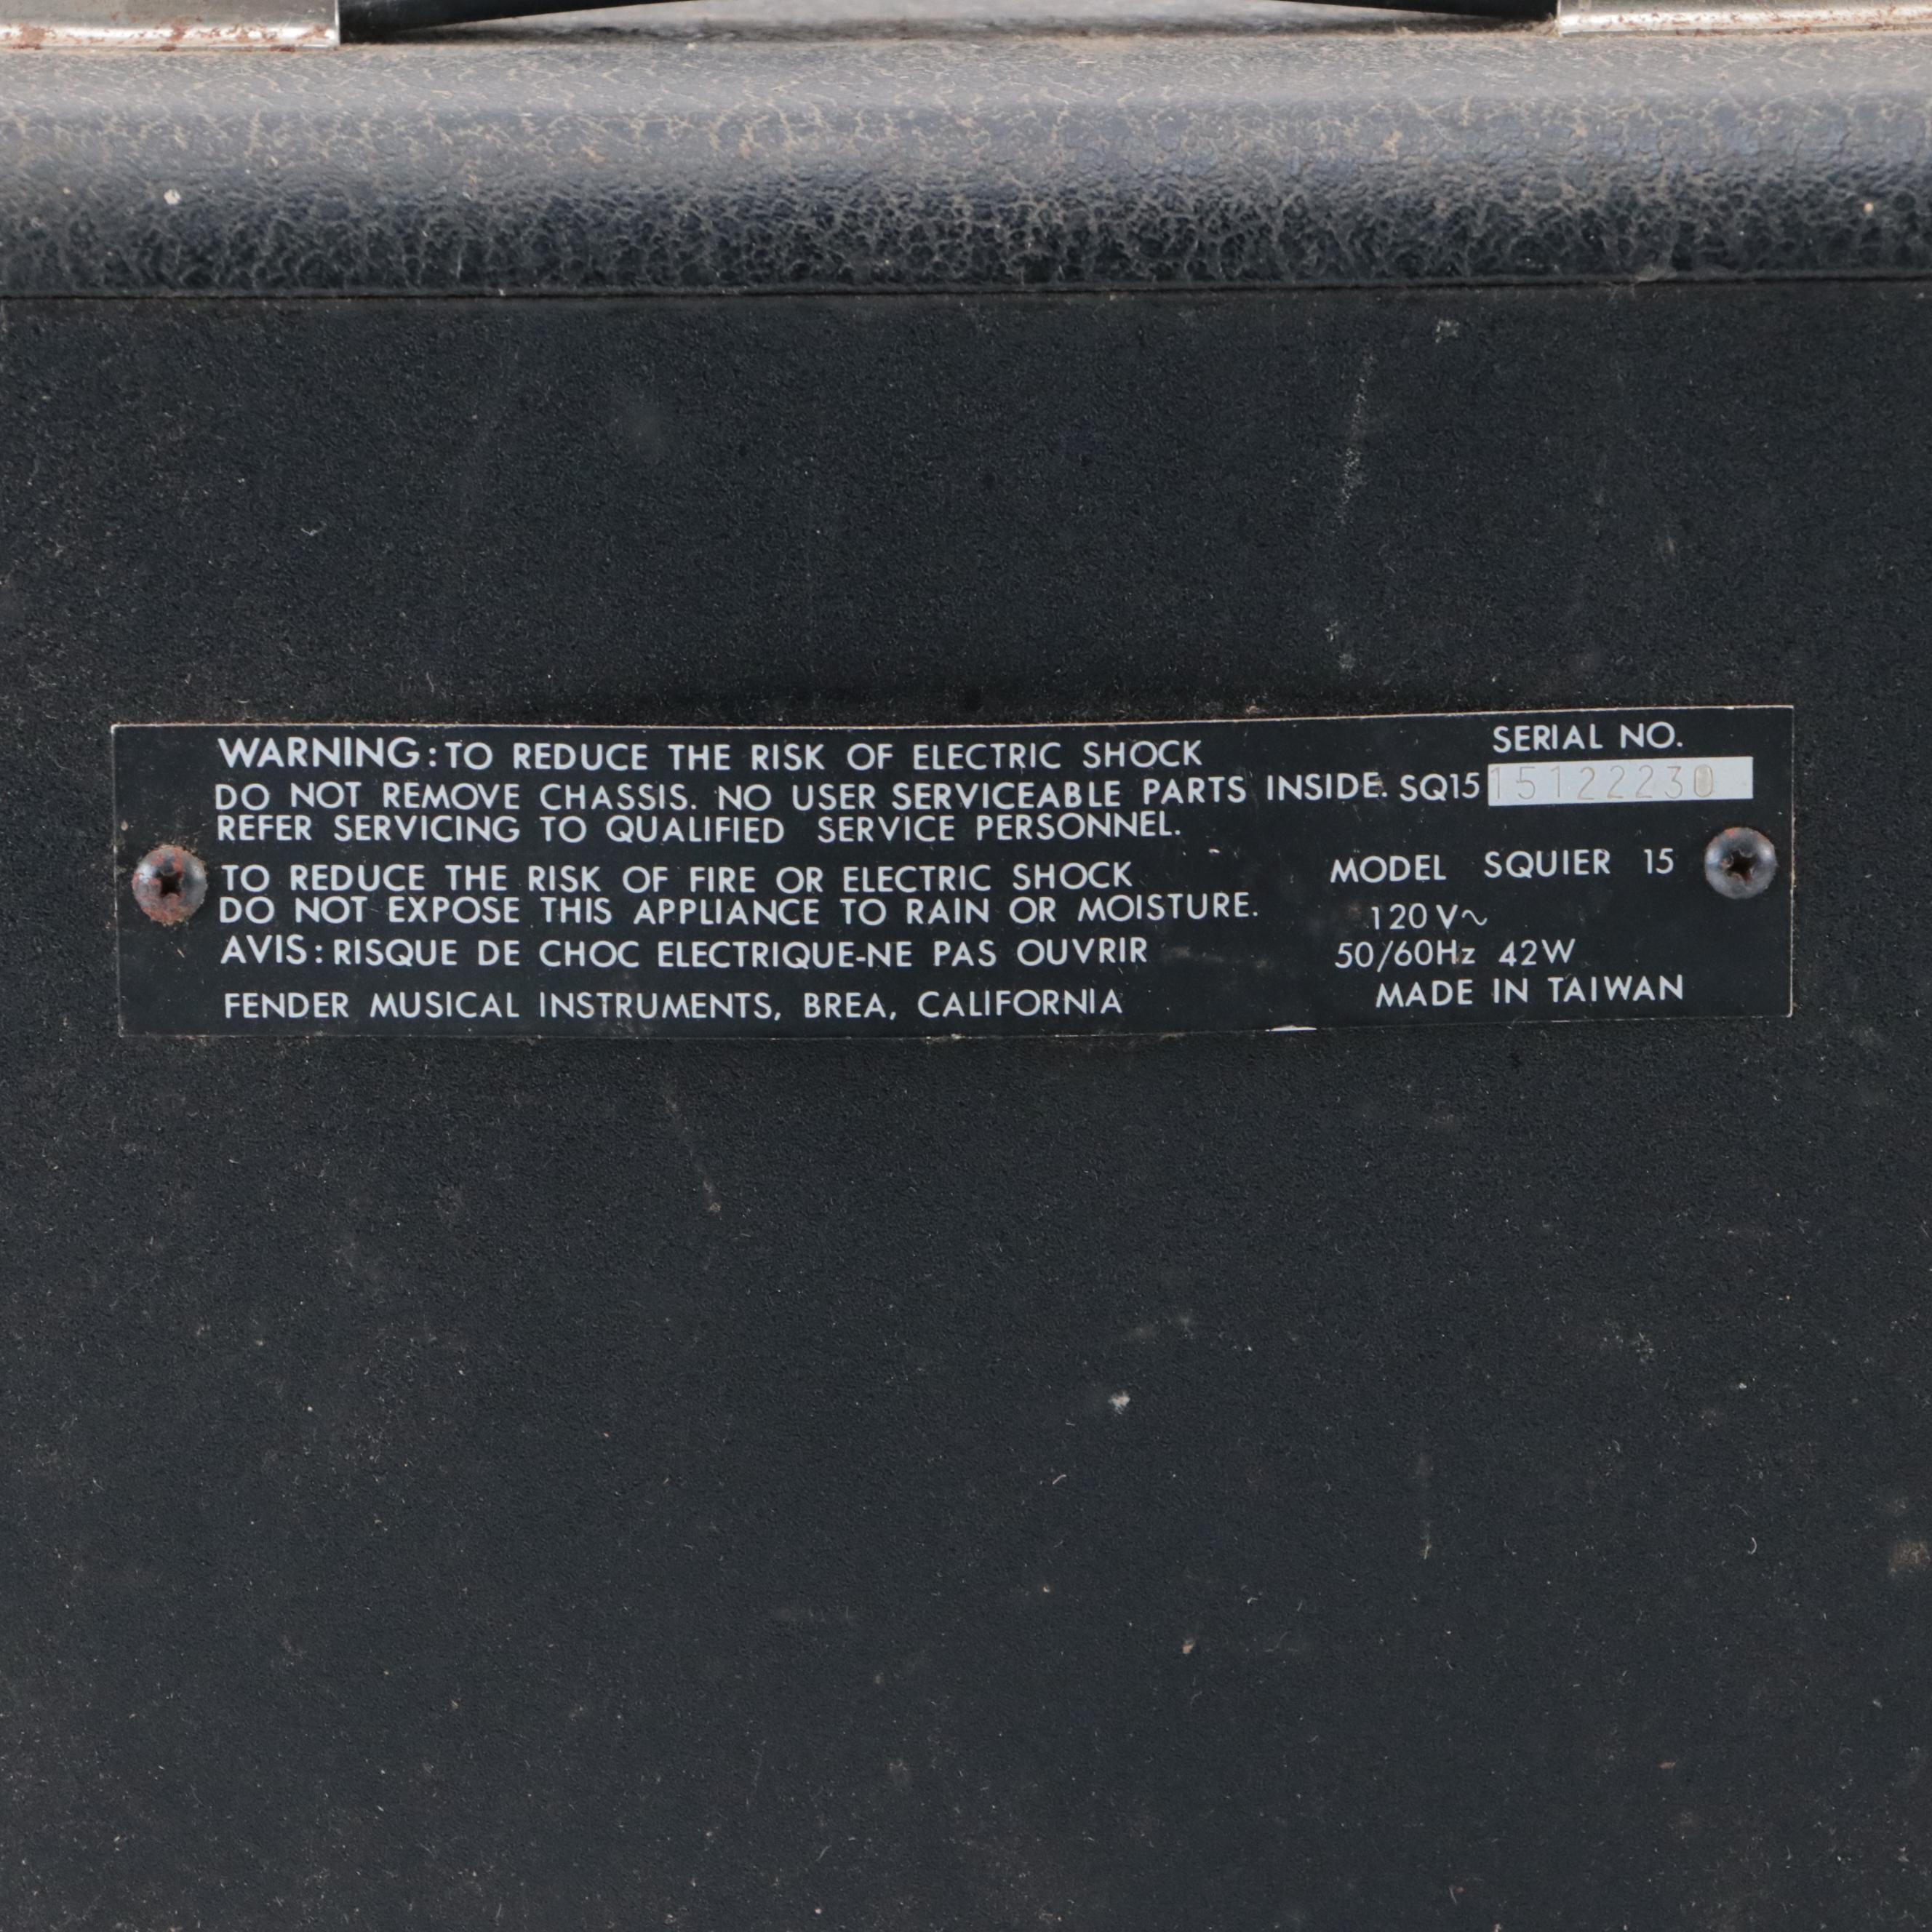 WARNING: TO REDUCE THE RISK OF ELECTRIC SHOCK
DO NOT REMOVE CHASSIS. NO USER SERVICEABLE PARTS INSIDE.
REFER SERVICING TO QUALIFIED SERVICE PERSONNEL.
TO REDUCE THE RISK OF FIRE OR ELECTRIC SHOCK
DO NOT EXPOSE THIS APPLIANCE TO RAIN OR MOISTURE.
AVIS: RISQUE DE CHOC ELECTRIQUE-NE PAS OUVRIR
FENDER MUSICAL INSTRUMENTS, BREA, CALIFORNIA
SERIAL NO.
SQ15 15122230
MODEL SQUIER 15
120V~
50/60Hz 42W
MADE IN TAIWAN